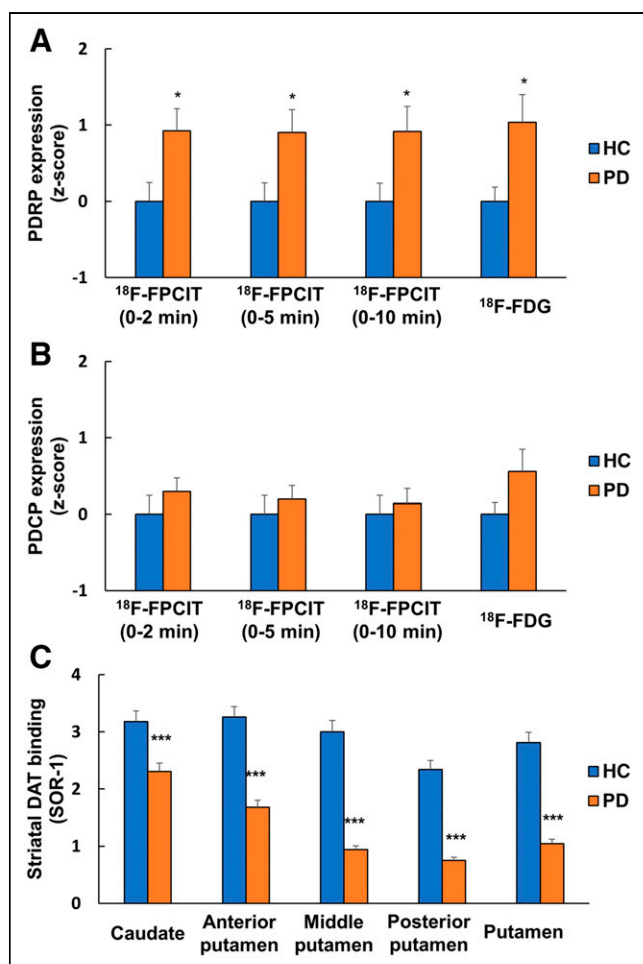 A
PDRP expression
(z-score)
2
1
0
-1
*
*
*
*
HC
PD
¹⁸F-FPCIT
(0-2 min)
¹⁸F-FPCIT
(0-5 min)
¹⁸F-FPCIT
(0-10 min)
¹⁸F-FDG
B
PDCP expression
(z-score)
2
1
0
-1
HC
PD
¹⁸F-FPCIT
(0-2 min)
¹⁸F-FPCIT
(0-5 min)
¹⁸F-FPCIT
(0-10 min)
¹⁸F-FDG
C
Striatal DAT binding
(SOR-1)
4
3
2
1
0
***
***
***
***
***
HC
PD
Caudate
Anterior
putamen
Middle
putamen
Posterior
putamen
Putamen